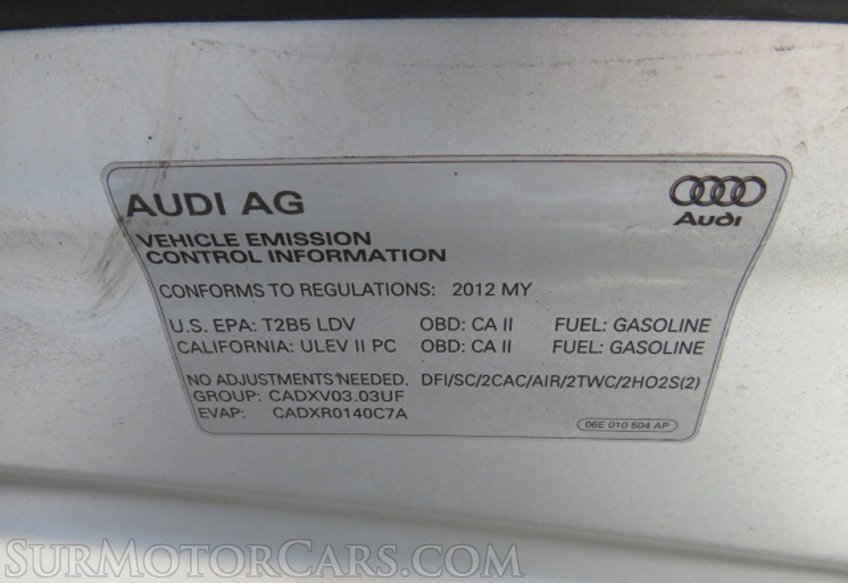 AUDI AG
Audi
VEHICLE EMISSION
CONTROL INFORMATION
CONFORMS TO REGULATIONS: 2012 MY
U.S. EPA: T2B5 LDV OBD: CA II FUEL: GASOLINE
CALIFORNIA: ULEV II PC OBD: CA II FUEL: GASOLINE
NO ADJUSTMENTS NEEDED. DFI/SC/2CAC/AIR/2TWC/2HO2S(2)
GROUP: CADXV03.03UF
EVAP: CADXR0140C7A
06E 010 504 AP
SURMOTORCARS.COM